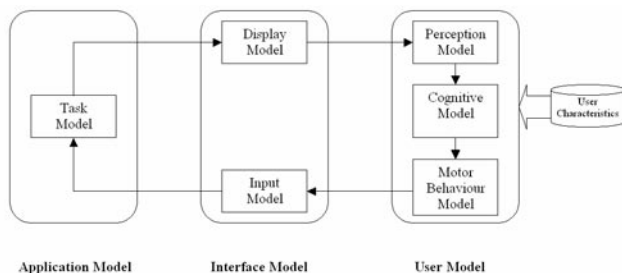 Display
Model
Perception
Model
Task
Model
Cognitive
Model
User
Characteristics
Input
Model
Motor
Behaviour
Model
Application Model
Interface Model
User Model